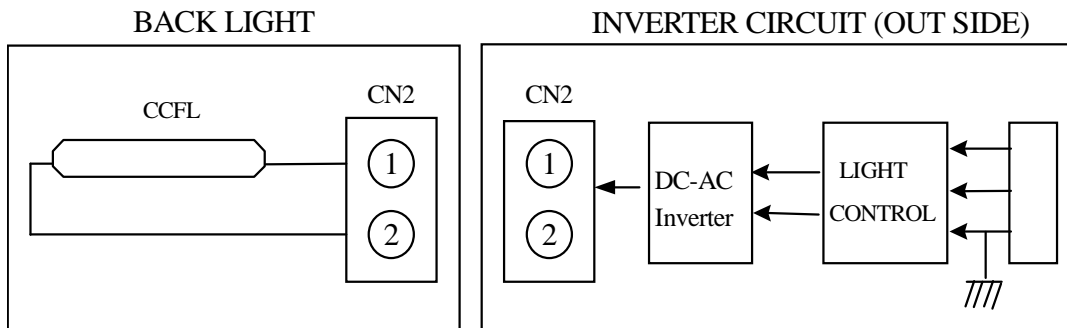 BACK LIGHT
CCFL
CN2
1
2
INVERTER CIRCUIT (OUT SIDE)
CN2
1
2
DC-AC
Inverter
LIGHT
CONTROL